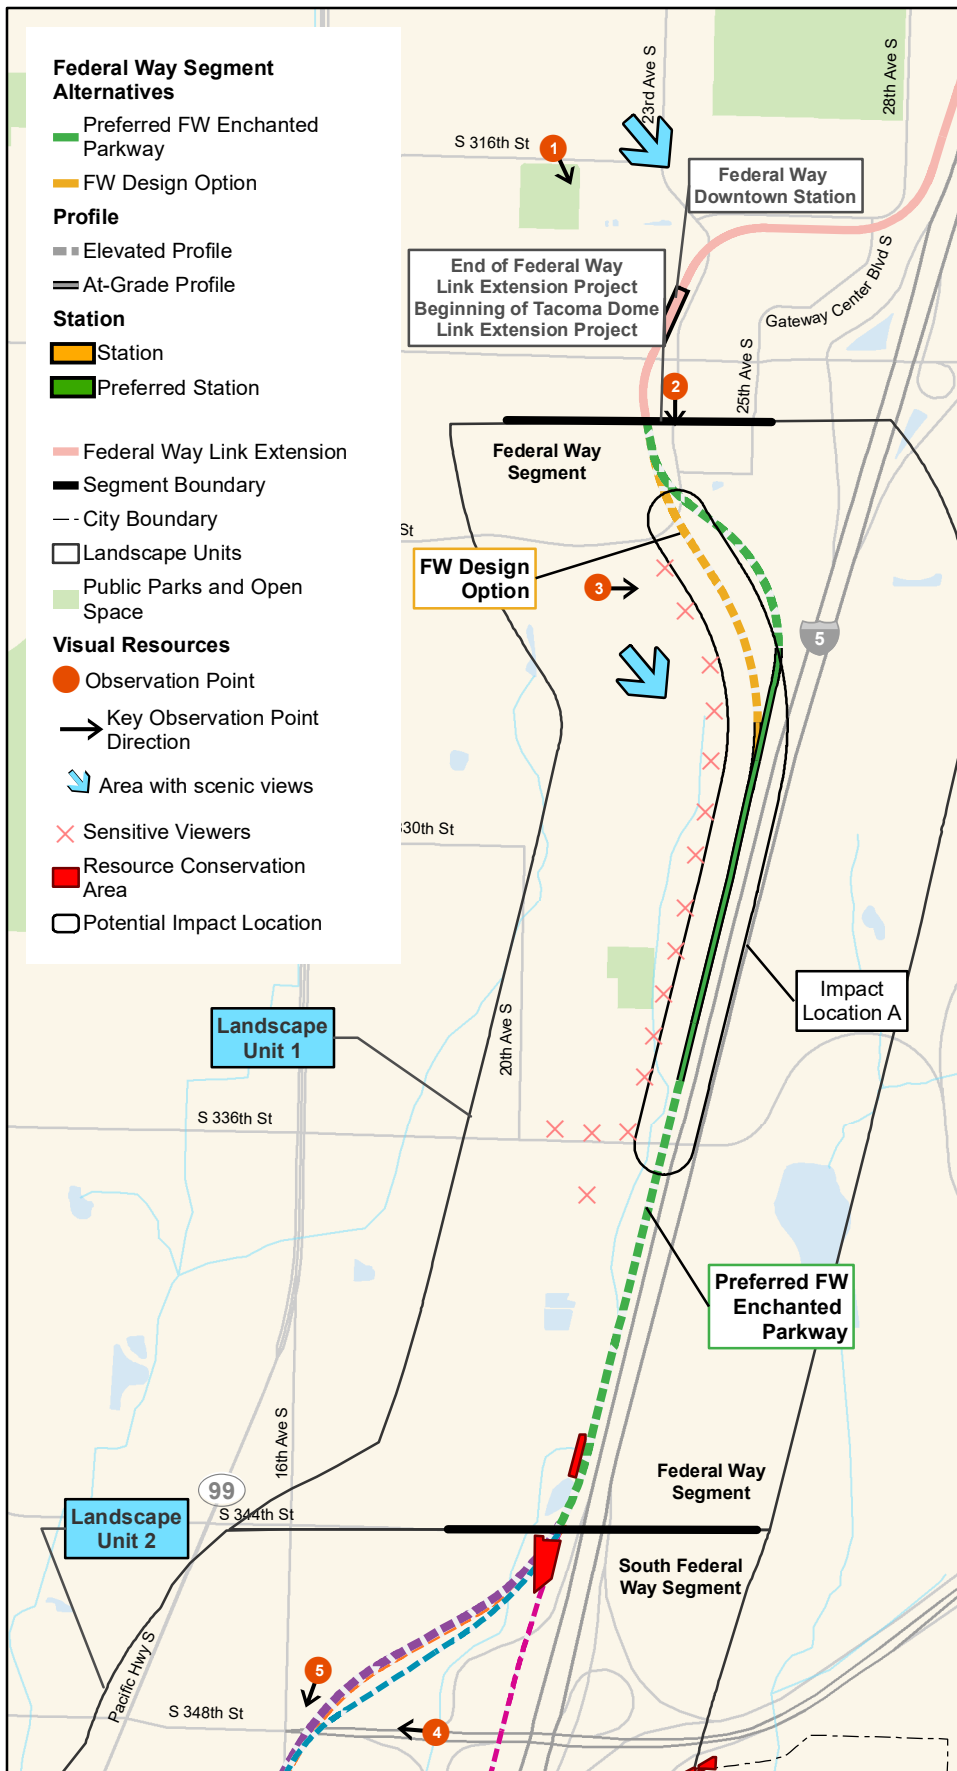 Federal Way Segment
Alternatives
Preferred FW Enchanted
Parkway
FW Design Option
Profile
Elevated Profile
At-Grade Profile
Station
Station
Preferred Station
Federal Way Link Extension
Segment Boundary
City Boundary
Landscape Units
Public Parks and Open
Space
Visual Resources
Observation Point
Key Observation Point
Direction
Area with scenic views
Sensitive Viewers
Resource Conservation
Area
Potential Impact Location
23rd Ave S
28th Ave S
S 316th St
1
Federal Way
Downtown Station
End of Federal Way
Link Extension Project
Beginning of Tacoma Dome
Link Extension Project
Gateway Center Blvd S
25th Ave S
2
Federal Way
Segment
St
FW Design
Option
3
5
330th St
Impact
Location A
Landscape
Unit 1
20th Ave S
S 336th St
Preferred FW
Enchanted
Parkway
16th Ave S
99
Federal Way
Segment
S 344th St
Landscape
Unit 2
South Federal
Way Segment
Pacific Hwy S
5
S 348th St
4